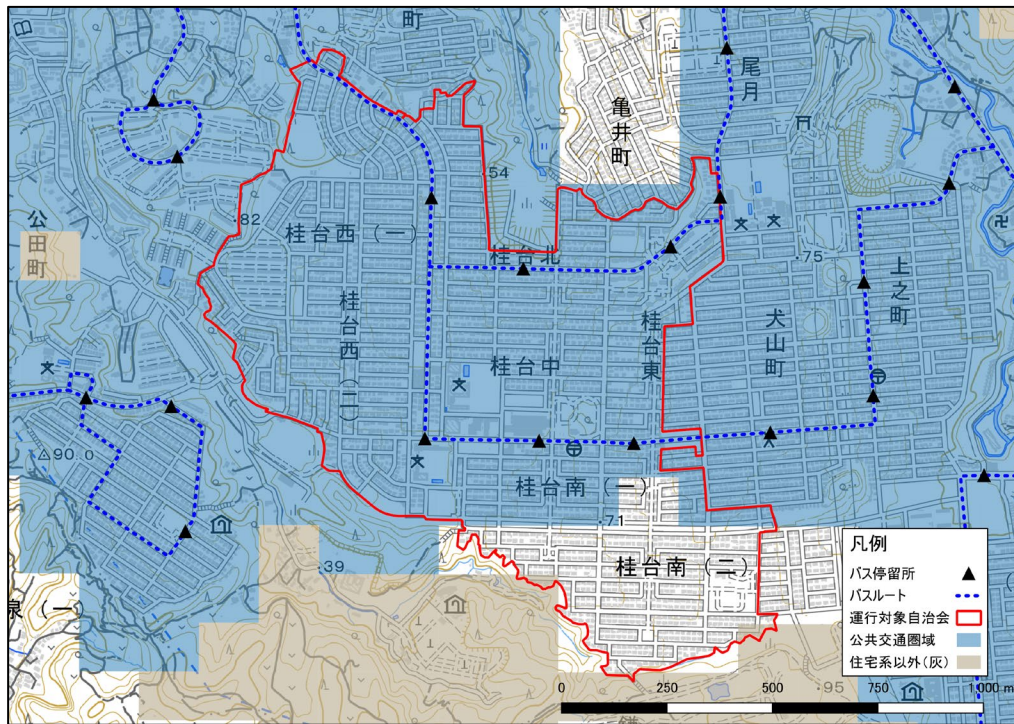 町
尾月
亀井町
・54
・82
公田町
桂台西(一)
桂台北
・75
上之町
桂台西(二)
桂台中
桂台東
犬山町
△90.0
桂台南(一)
・71
・39
桂台南(二)
(一)
凡例
バス停留所
バスルート
運行対象自治会
公共交通圏域
住宅系以外(灰)
・95
0 250 500 750 1,000 m